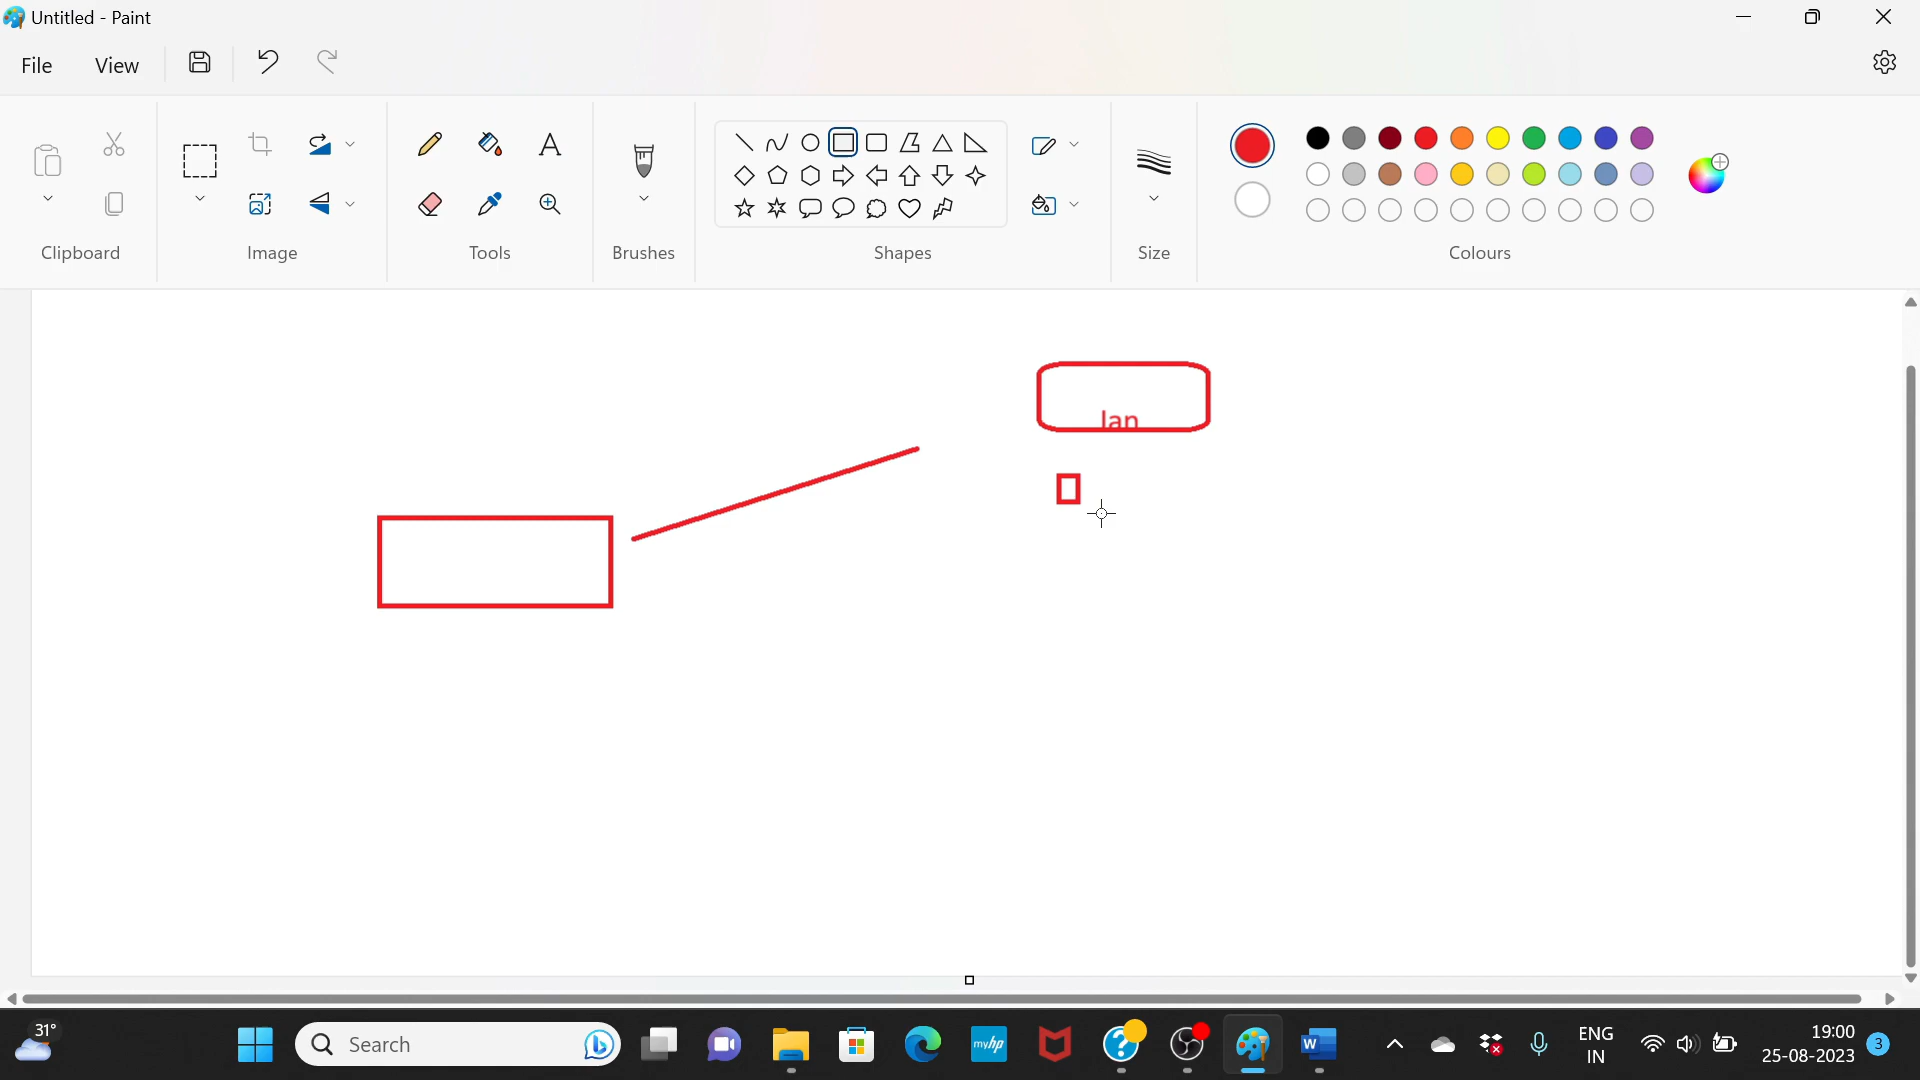 Untitled - Paint
File View
Clipboard
Image
Tools
Brushes
Shapes
Size
Colours
31°
Search
myhp
W
ENG
IN
19:00
25-08-2023
3